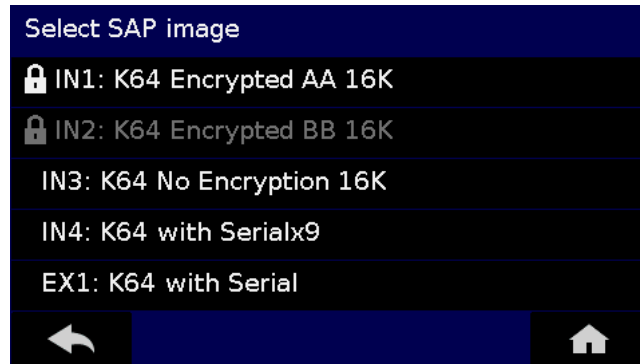 Select SAP image
IN1: K64 Encrypted AA 16K
IN2: K64 Encrypted BB 16K
IN3: K64 No Encryption 16K
IN4: K64 with Serialx9
EX1: K64 with Serial